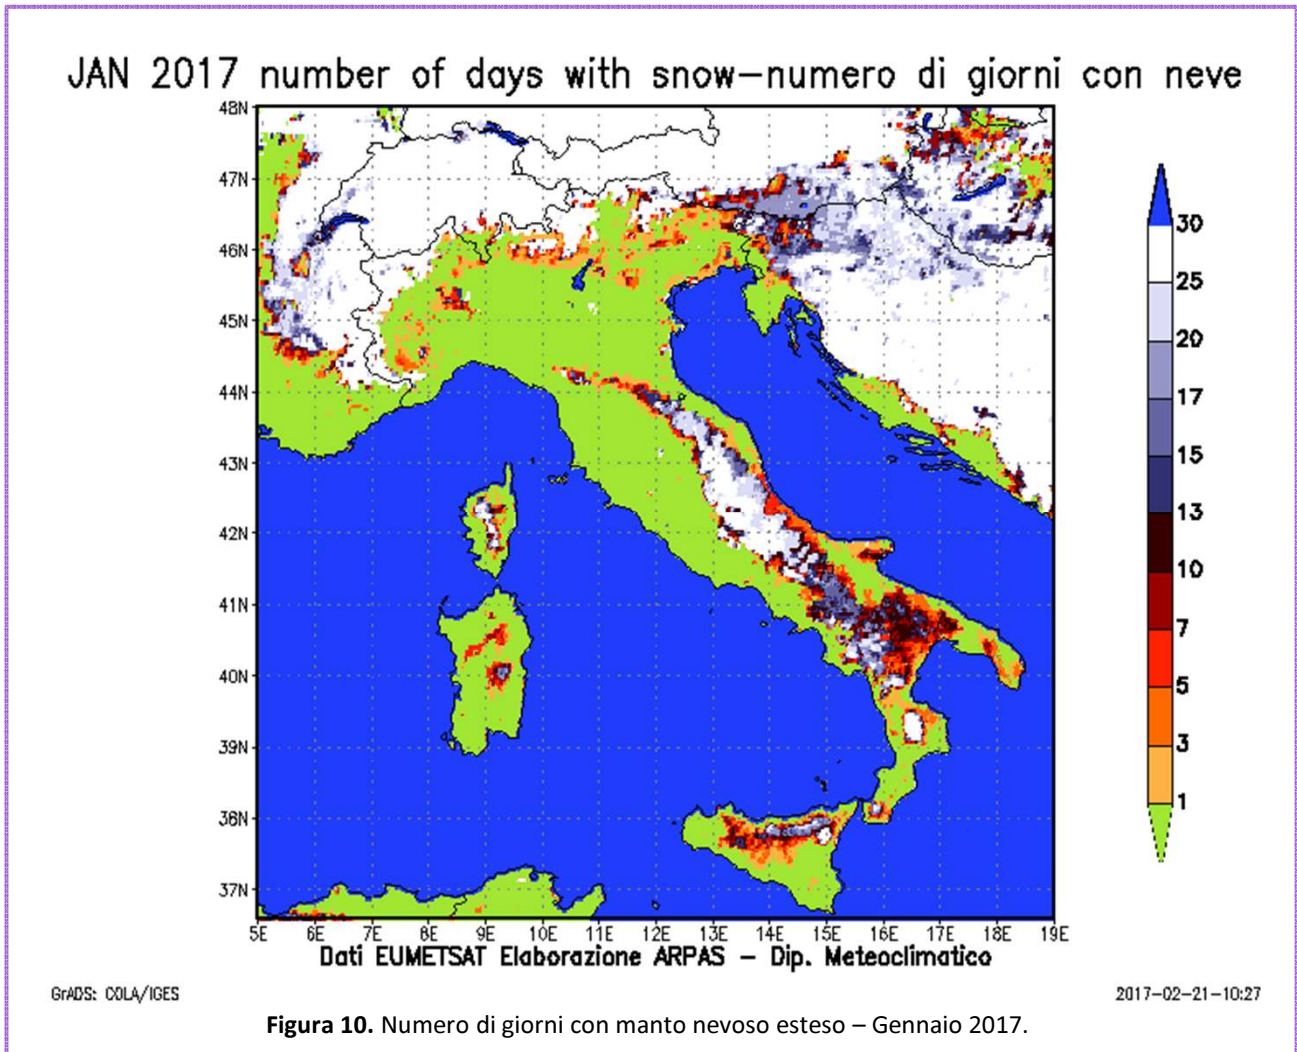 JAN 2017 number of days with snow-numero di giorni con neve
48N
47N
46N
45N
44N
43N
42N
41N
40N
39N
38N
37N
5E 6E 7E 8E 9E 10E 11E 12E 13E 14E 15E 16E 17E 18E 19E
30
25
20
17
15
13
10
7
5
3
1
Dati EUMETSAT Elaborazione ARPAS - Dip. Meteoclimatico
GrADS: COLA/IGES
2017-02-21-10:27
Figura 10. Numero di giorni con manto nevoso esteso – Gennaio 2017.